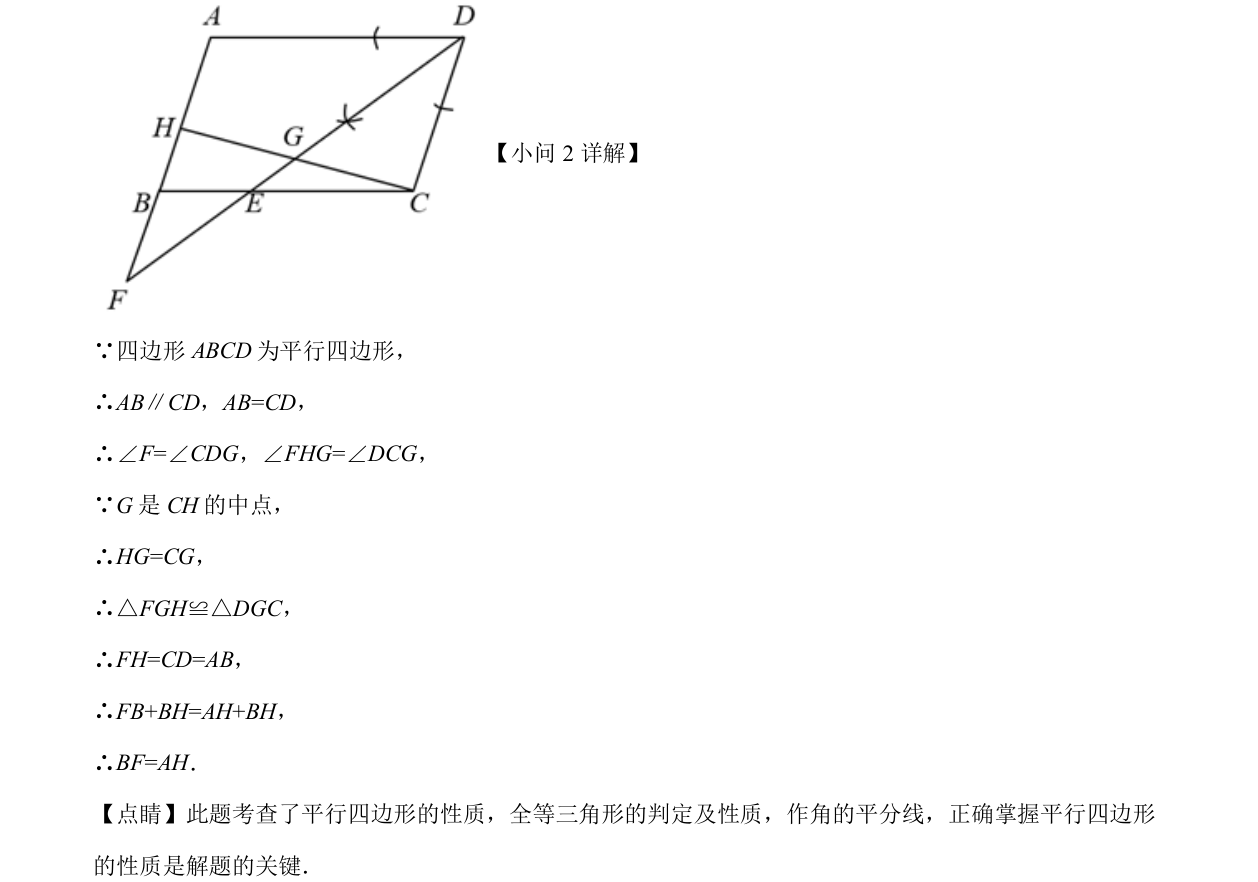 A D
H G
【小问 2 详解】
B E C
F
∵四边形 ABCD 为平行四边形，
∴AB∥CD，AB=CD，
∴∠F=∠CDG，∠FHG=∠DCG，
∵G 是 CH 的中点，
∴HG=CG，
∴△FGH≌△DGC，
∴FH=CD=AB，
∴FB+BH=AH+BH，
∴BF=AH．
【点睛】此题考查了平行四边形的性质，全等三角形的判定及性质，作角的平分线，正确掌握平行四边形
的性质是解题的关键．